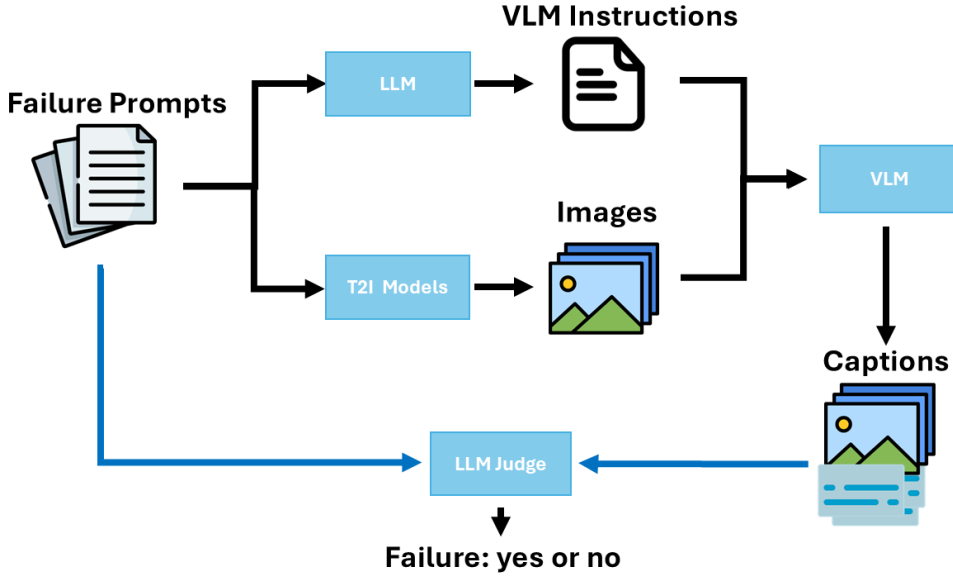 VLM Instructions
LLM
Failure Prompts
VLM
Images
T2I Models
Captions
LLM Judge
Failure: yes or no